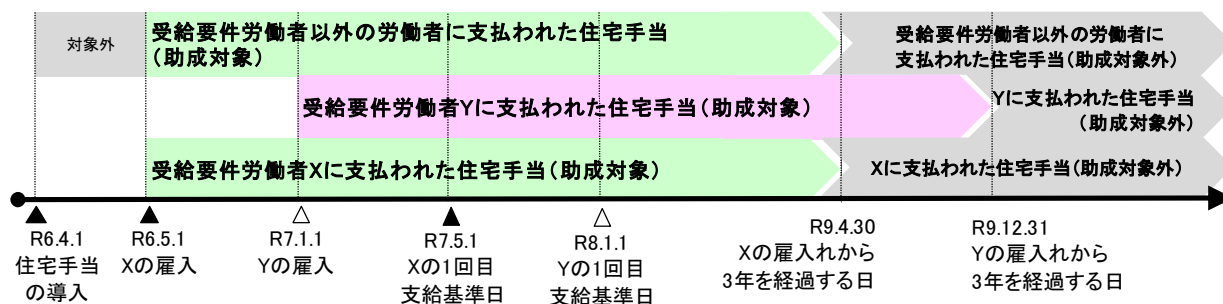 対象外
受給要件労働者以外の労働者に支払われた住宅手当
(助成対象)
受給要件労働者以外の労働者に
支払われた住宅手当(助成対象外)
受給要件労働者Yに支払われた住宅手当(助成対象)
Yに支払われた住宅手当
(助成対象外)
受給要件労働者Xに支払われた住宅手当(助成対象)
Xに支払われた住宅手当(助成対象外)
R6.4.1
住宅手当
の導入
R6.5.1
Xの雇入
R7.1.1
Yの雇入
R7.5.1
Xの1回目
支給基準日
R8.1.1
Yの1回目
支給基準日
R9.4.30
Xの雇入れから
3年を経過する日
R9.12.31
Yの雇入れから
3年を経過する日